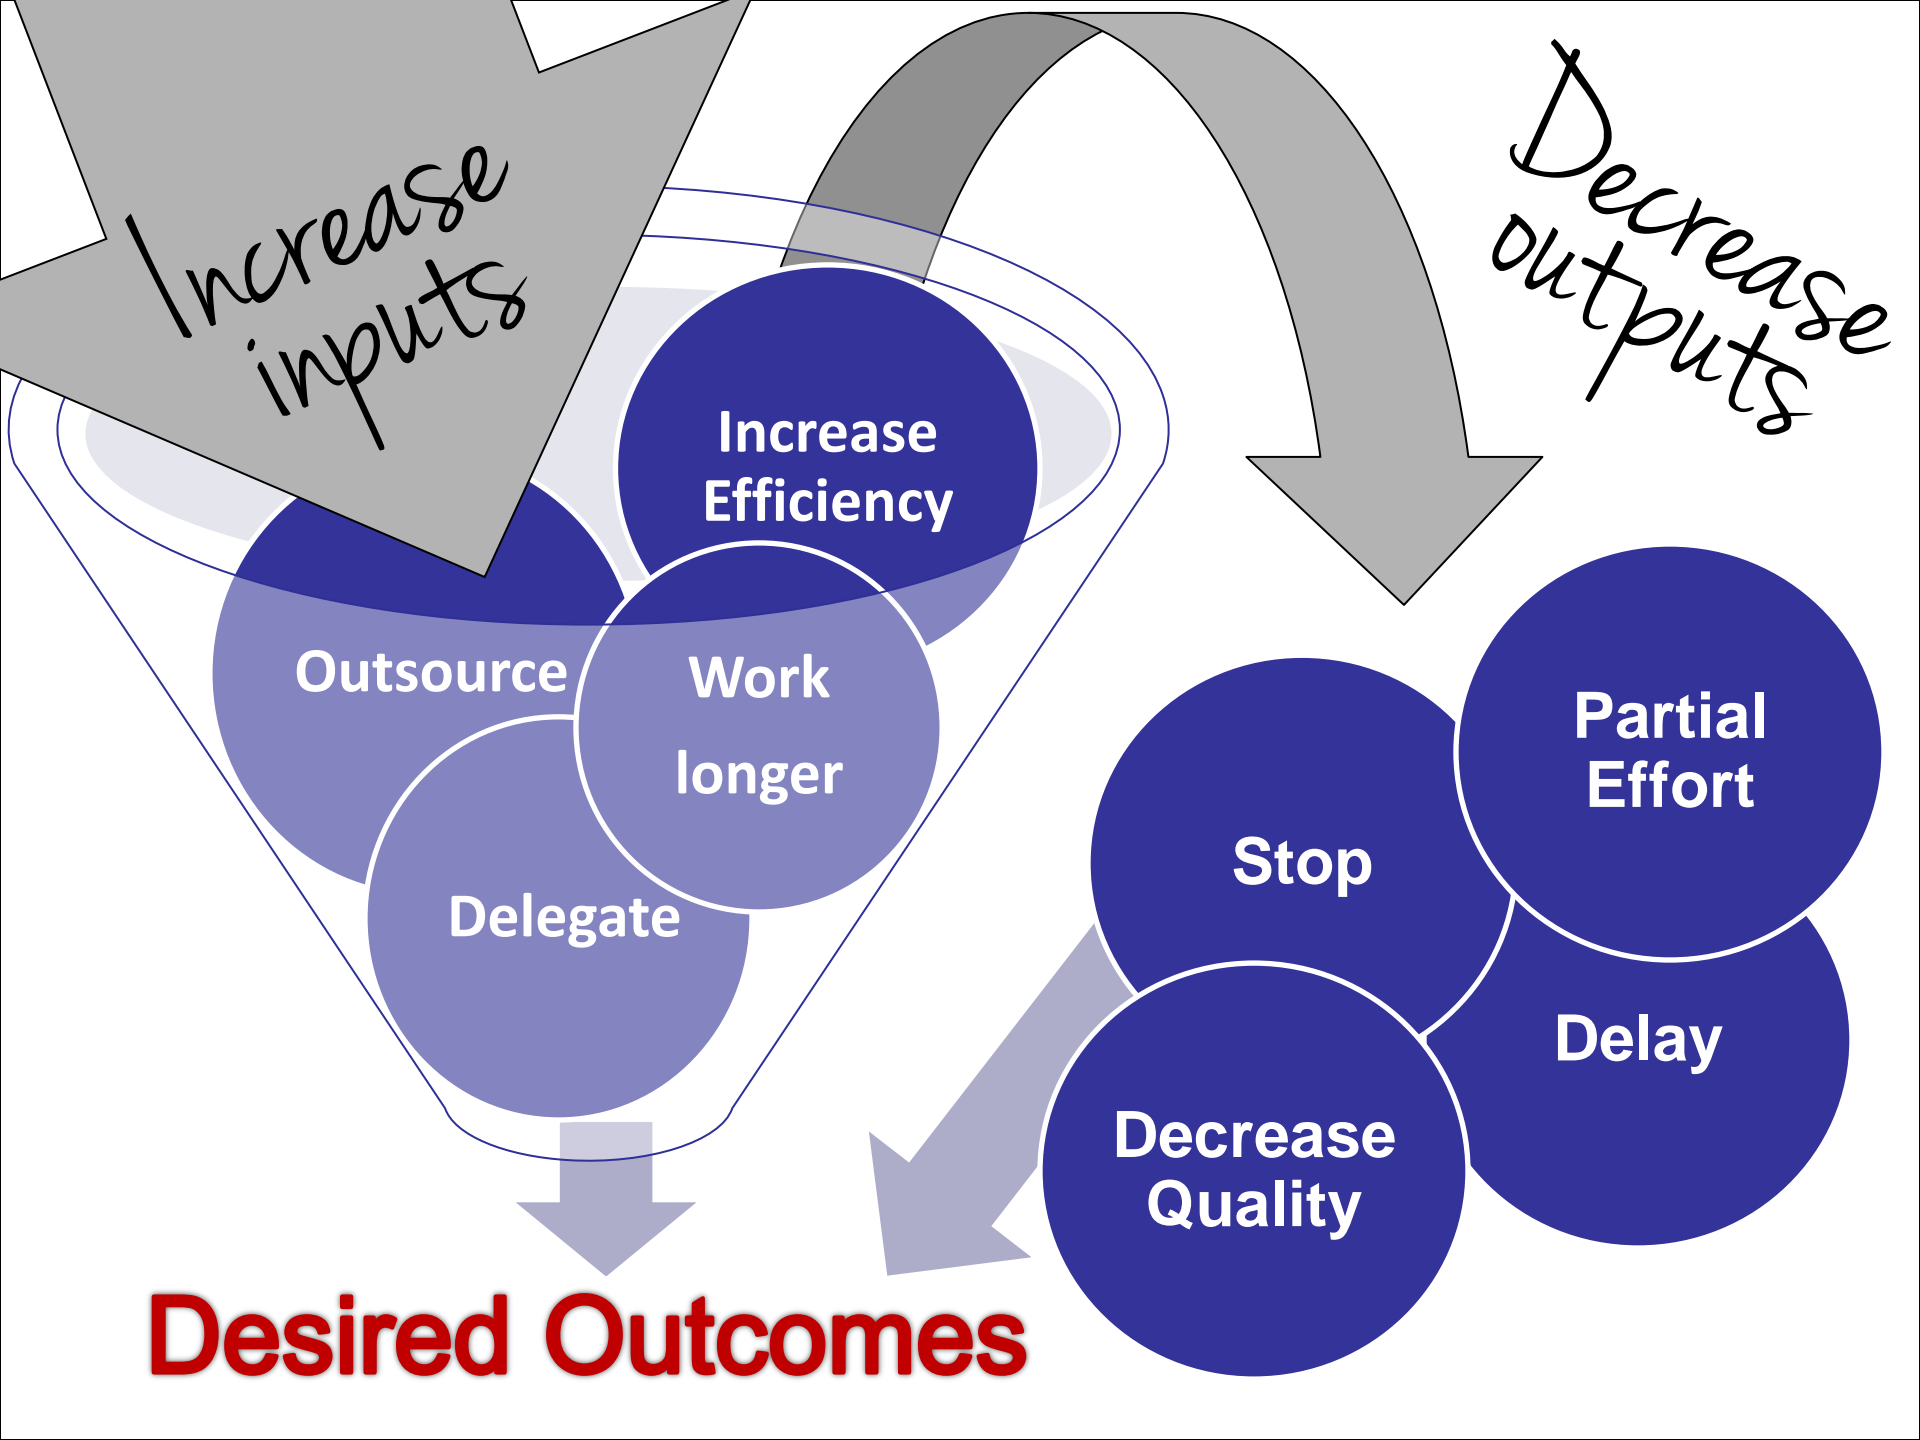 Increase
inputs
Decrease
outputs
Increase
Efficiency
Outsource
Work
longer
Delegate
Partial
Effort
Stop
Delay
Decrease
Quality
Desired Outcomes